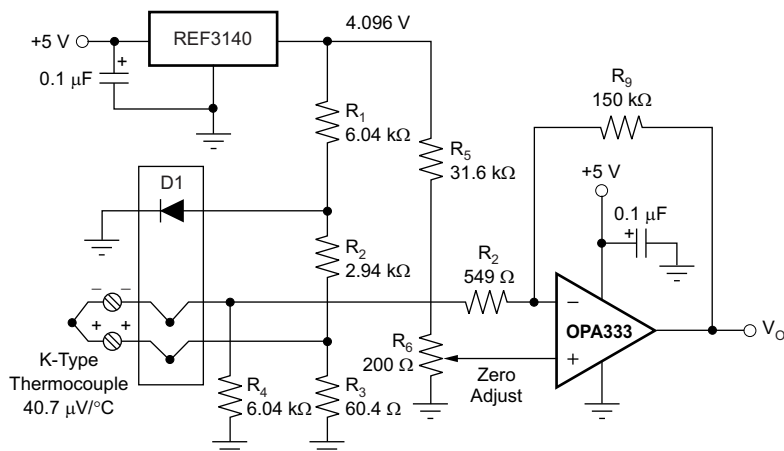 +5 V
REF3140
4.096 V
+
0.1 μF
R1
6.04 kΩ
R5
31.6 kΩ
R9
150 kΩ
+5 V
0.1 μF
+
D1
R2
2.94 kΩ
R2
549 Ω
− −
+ +
−
OPA333
+
VO
K-Type
Thermocouple
40.7 μV/°C
R4
6.04 kΩ
R3
60.4 Ω
R6
200 Ω
Zero
Adjust